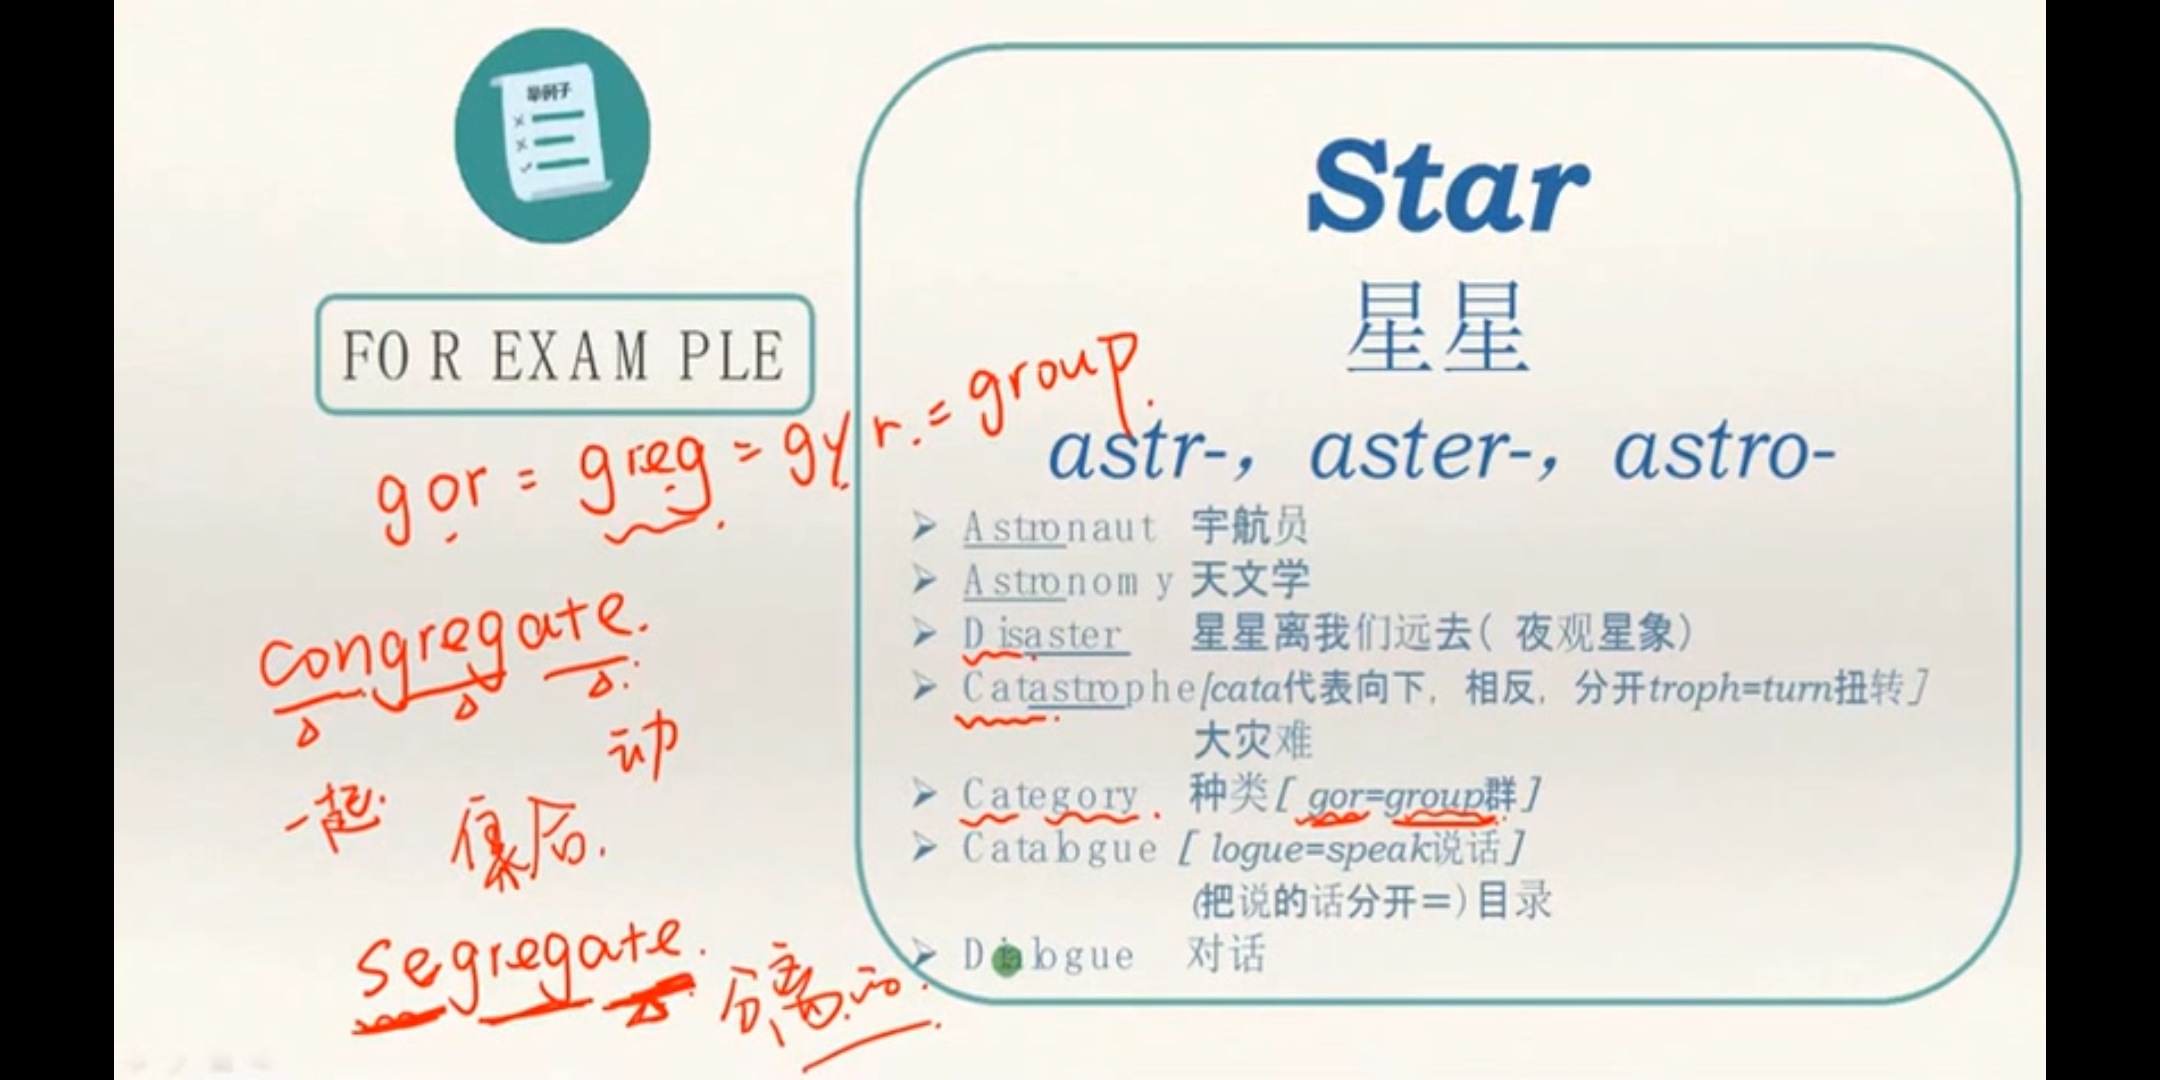 举例子
FOR EXAMPLE
Star
星星
astr-，aster-，astro-
Astronaut 宇航员
Astronomy 天文学
Disaster 星星离我们远去( 夜观星象)
Catastrophe[cata代表向下，相反，分开troph=turn扭转]
大灾难
Category 种类[ gor=group群]
Catalogue [ logue=speak说话]
(把说的话分开=)目录
Dialogue 对话
gor = greg = gyr. = group.
congregate.
一起 集合. 动
segregate. 分离